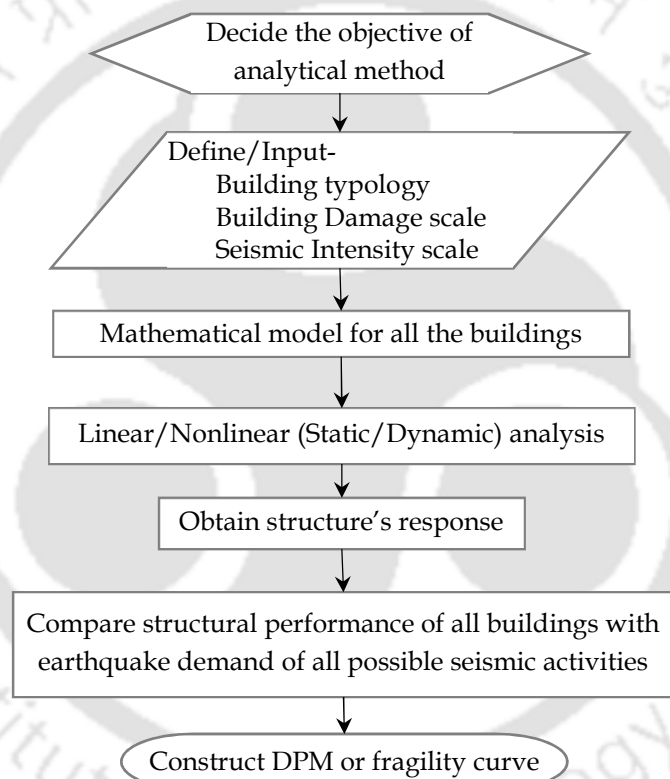 Decide the objective of
analytical method
Define/Input-
Building typology
Building Damage scale
Seismic Intensity scale
Mathematical model for all the buildings
Linear/Nonlinear (Static/Dynamic) analysis
Obtain structure's response
Compare structural performance of all buildings with
earthquake demand of all possible seismic activities
Construct DPM or fragility curve